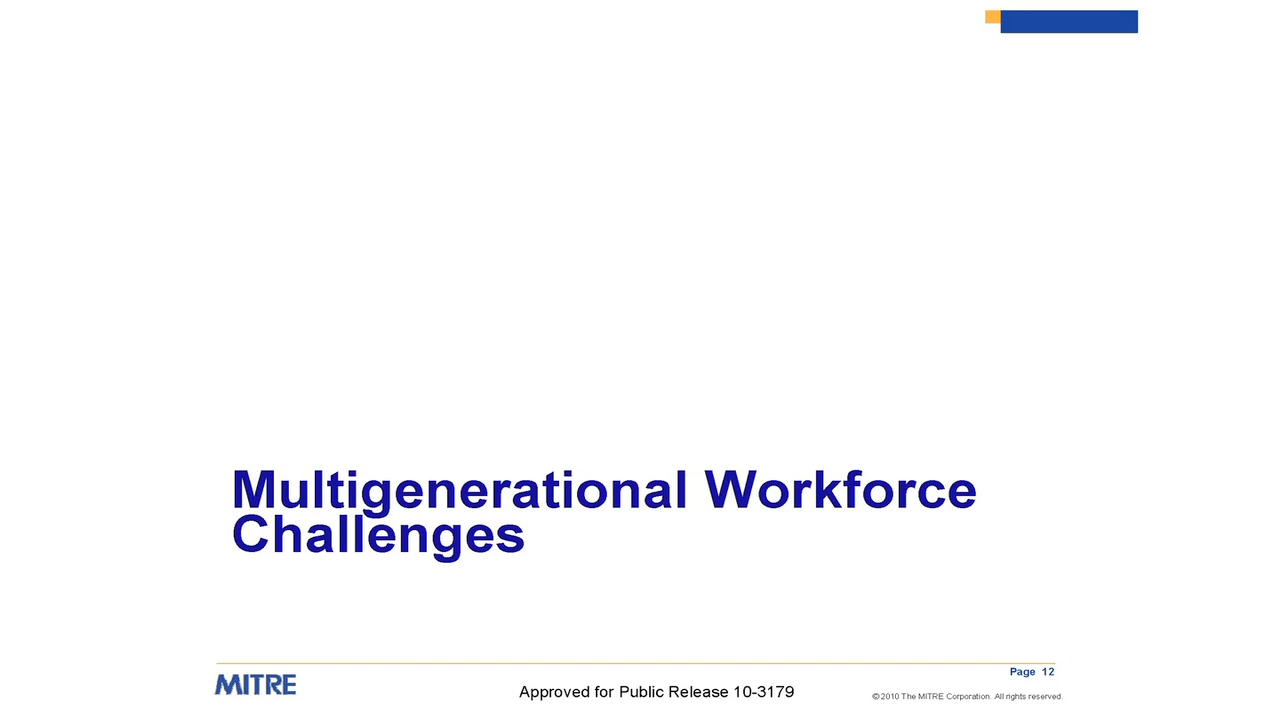 Multigenerational Workforce
Challenges
Page 12
MITRE
Approved for Public Release 10-3179
© 2010 The MITRE Corporation. All rights reserved.